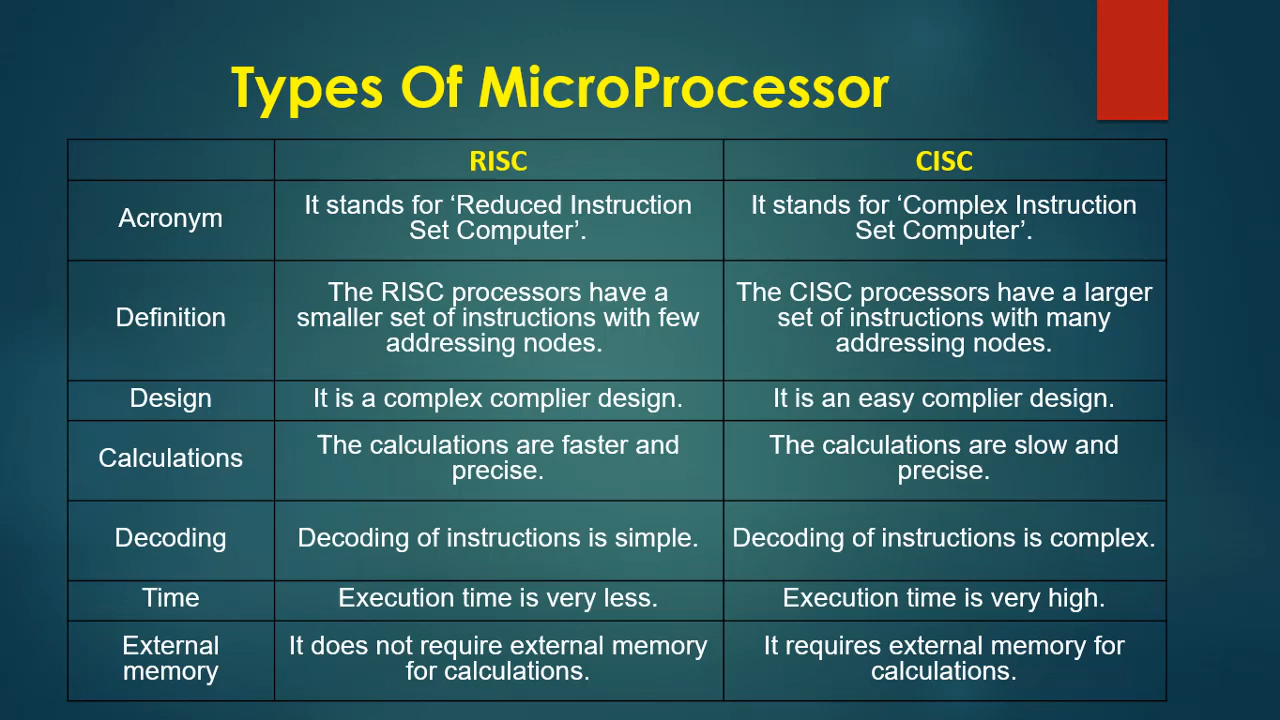 Types Of MicroProcessor
RISC
CISC
Acronym
It stands for ‘Reduced Instruction
Set Computer’.
It stands for ‘Complex Instruction
Set Computer’.
Definition
The RISC processors have a
smaller set of instructions with few
addressing nodes.
The CISC processors have a larger
set of instructions with many
addressing nodes.
Design
It is a complex complier design.
It is an easy complier design.
Calculations
The calculations are faster and
precise.
The calculations are slow and
precise.
Decoding
Decoding of instructions is simple.
Decoding of instructions is complex.
Time
Execution time is very less.
Execution time is very high.
External
memory
It does not require external memory
for calculations.
It requires external memory for
calculations.